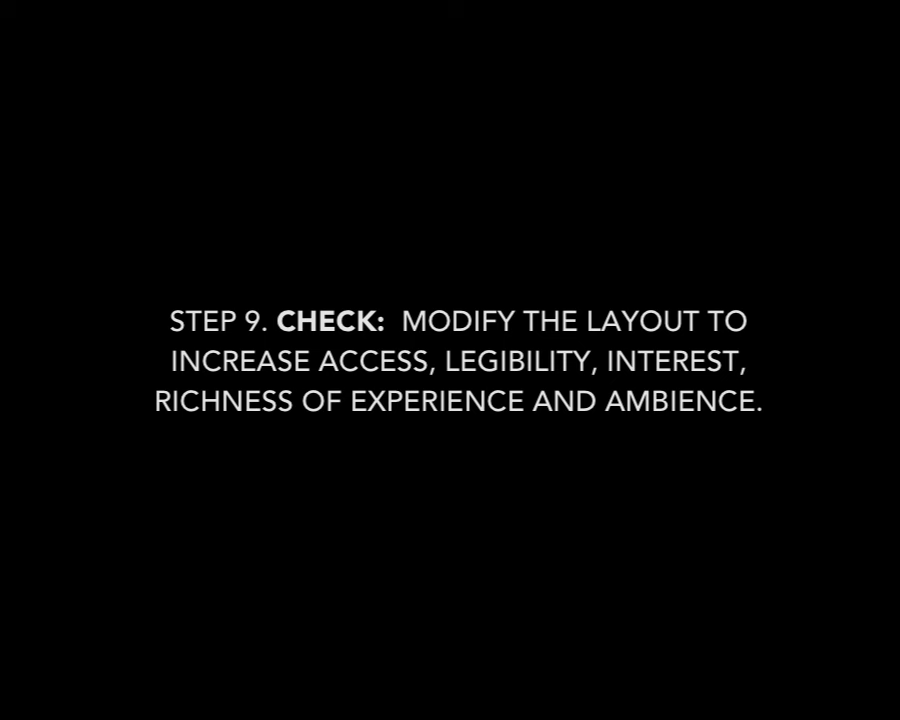 STEP 9. CHECK: MODIFY THE LAYOUT TO
INCREASE ACCESS, LEGIBILITY, INTEREST,
RICHNESS OF EXPERIENCE AND AMBIENCE.